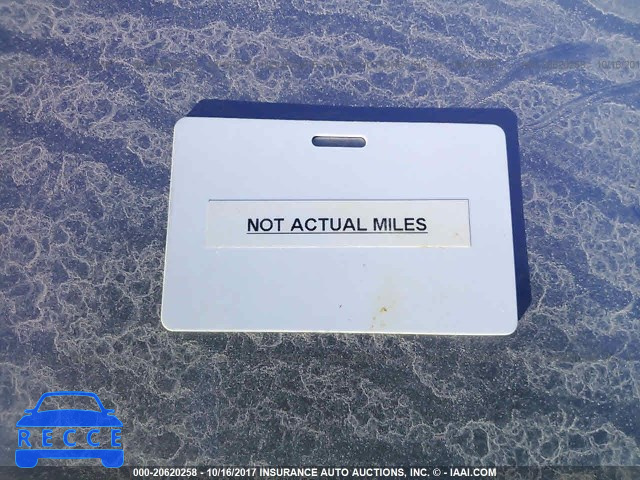 NOT ACTUAL MILES
RECCE
000-20620258 - 10/16/2017 INSURANCE AUTO AUCTIONS, INC. © - IAAI.COM